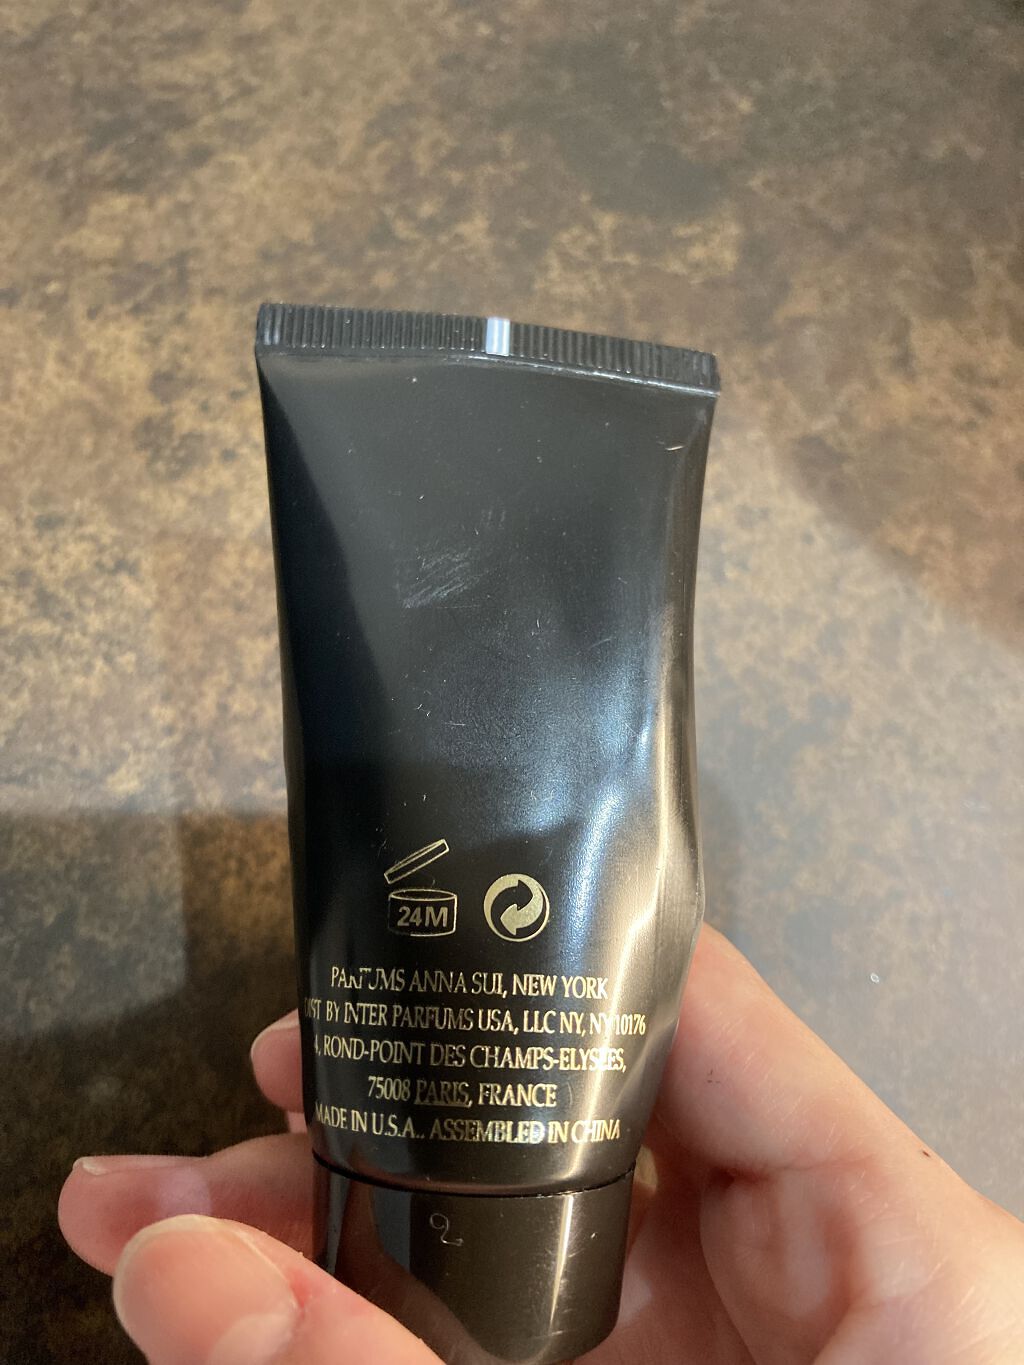 24M
PARFUMS ANNA SUI, NEW YORK
DIST BY INTER PARFUMS USA, LLC NY, NY 10176
4, ROND-POINT DES CHAMPS-ELYSEES,
75008 PARIS, FRANCE
MADE IN U.S.A., ASSEMBLED IN CHINA
2